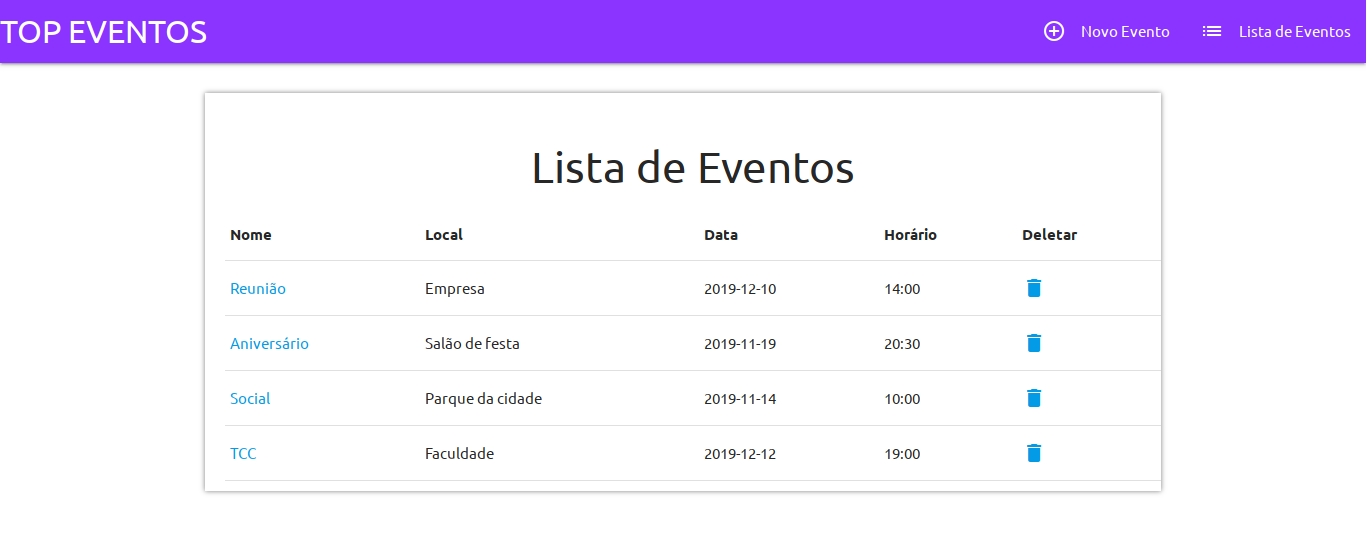 TOP EVENTOS Novo Evento Lista de Eventos
Lista de Eventos
Nome Local Data Horário Deletar
Reunião Empresa 2019-12-10 14:00
Aniversário Salão de festa 2019-11-19 20:30
Social Parque da cidade 2019-11-14 10:00
TCC Faculdade 2019-12-12 19:00